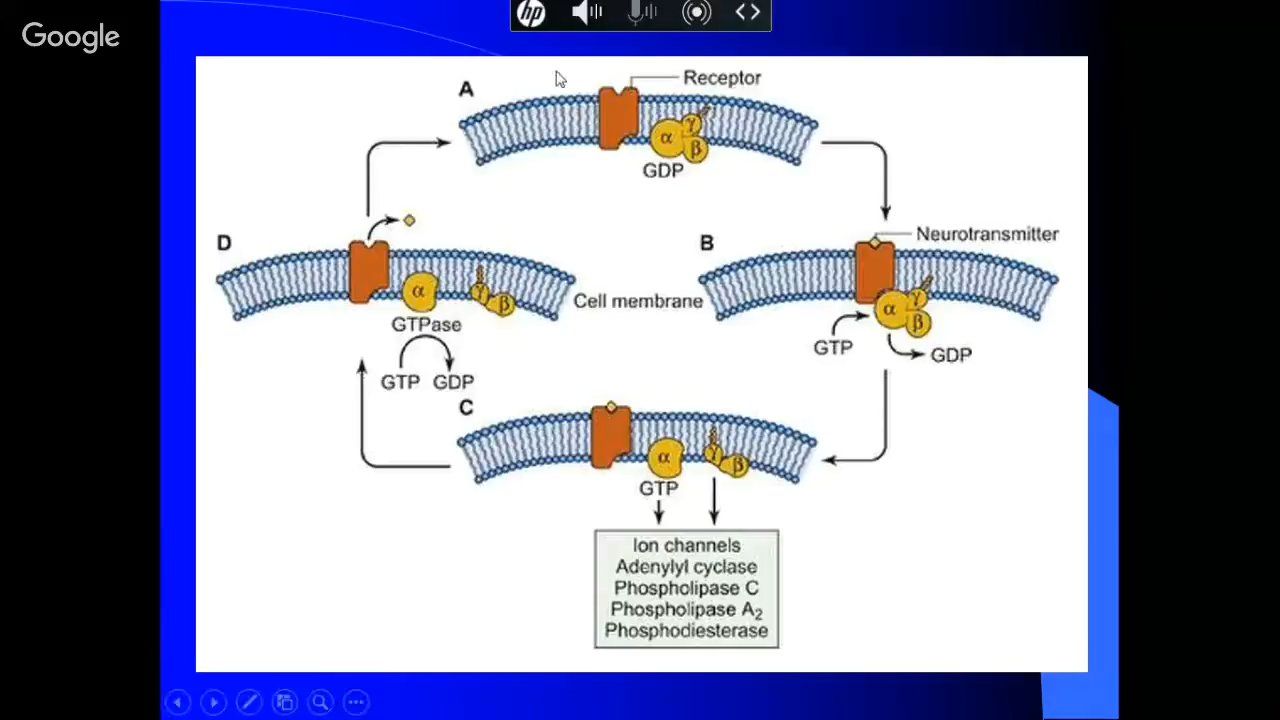 Google
hp
A
Receptor
α
γ
β
GDP
D
B
Neurotransmitter
α
γ
β
Cell membrane
α
γ
β
GTPase
GTP
GDP
GTP
GDP
C
α
γ
β
GTP
Ion channels
Adenylyl cyclase
Phospholipase C
Phospholipase A₂
Phosphodiesterase